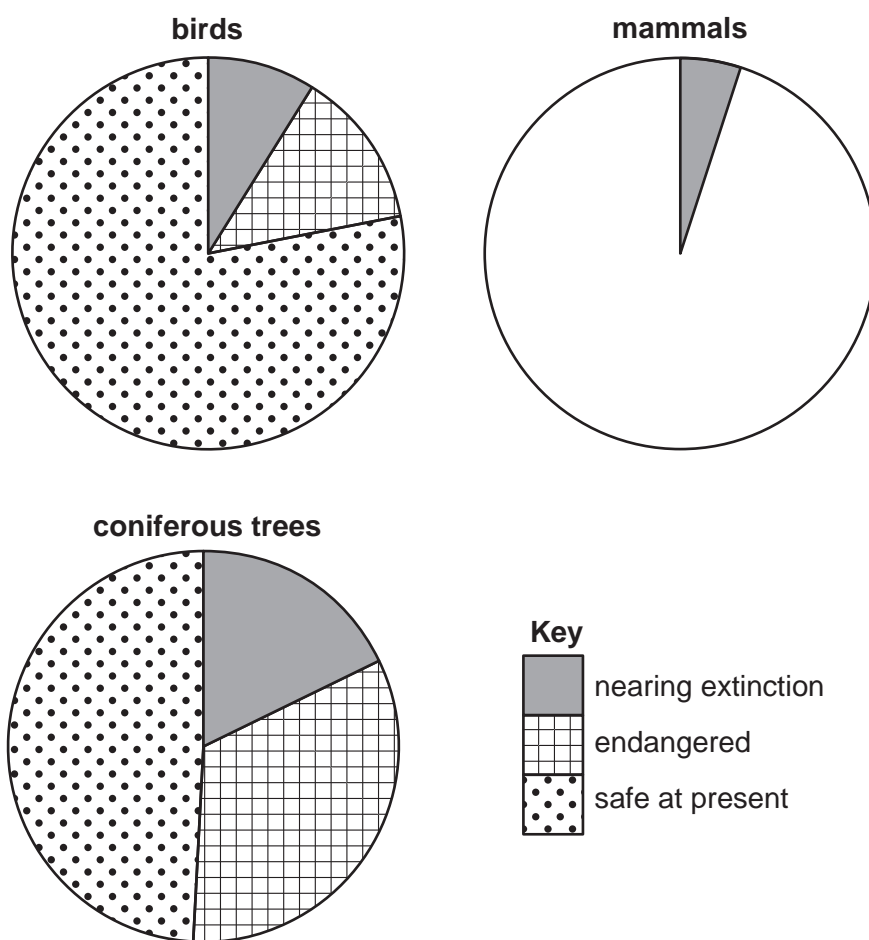 birds
mammals
coniferous trees
Key
nearing extinction
endangered
safe at present